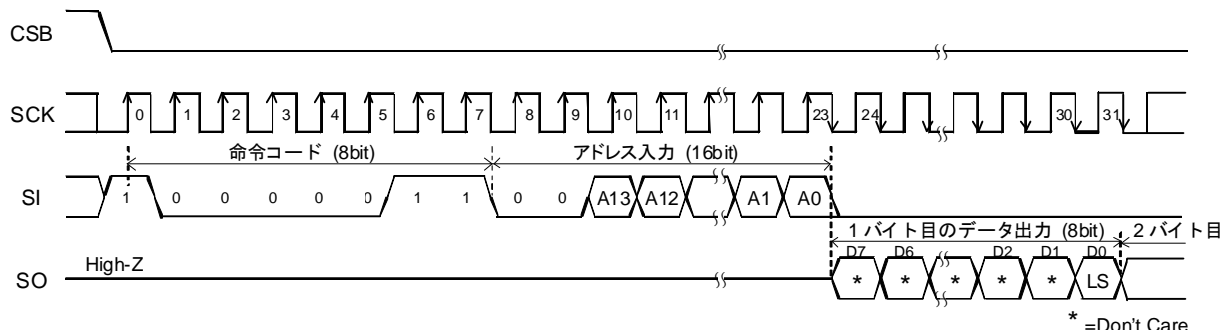 CSB
SCK 0 1 2 3 4 5 6 7 8 9 10 11 23 24 30 31
命令コード (8bit) アドレス入力 (16bit)
SI 1 0 0 0 0 0 1 1 0 0 A13 A12 A1 A0
1 バイト目のデータ出力 (8bit) 2 バイト目
High-Z D7 D6 D2 D1 D0
SO * * * * * LS
* =Don't Care